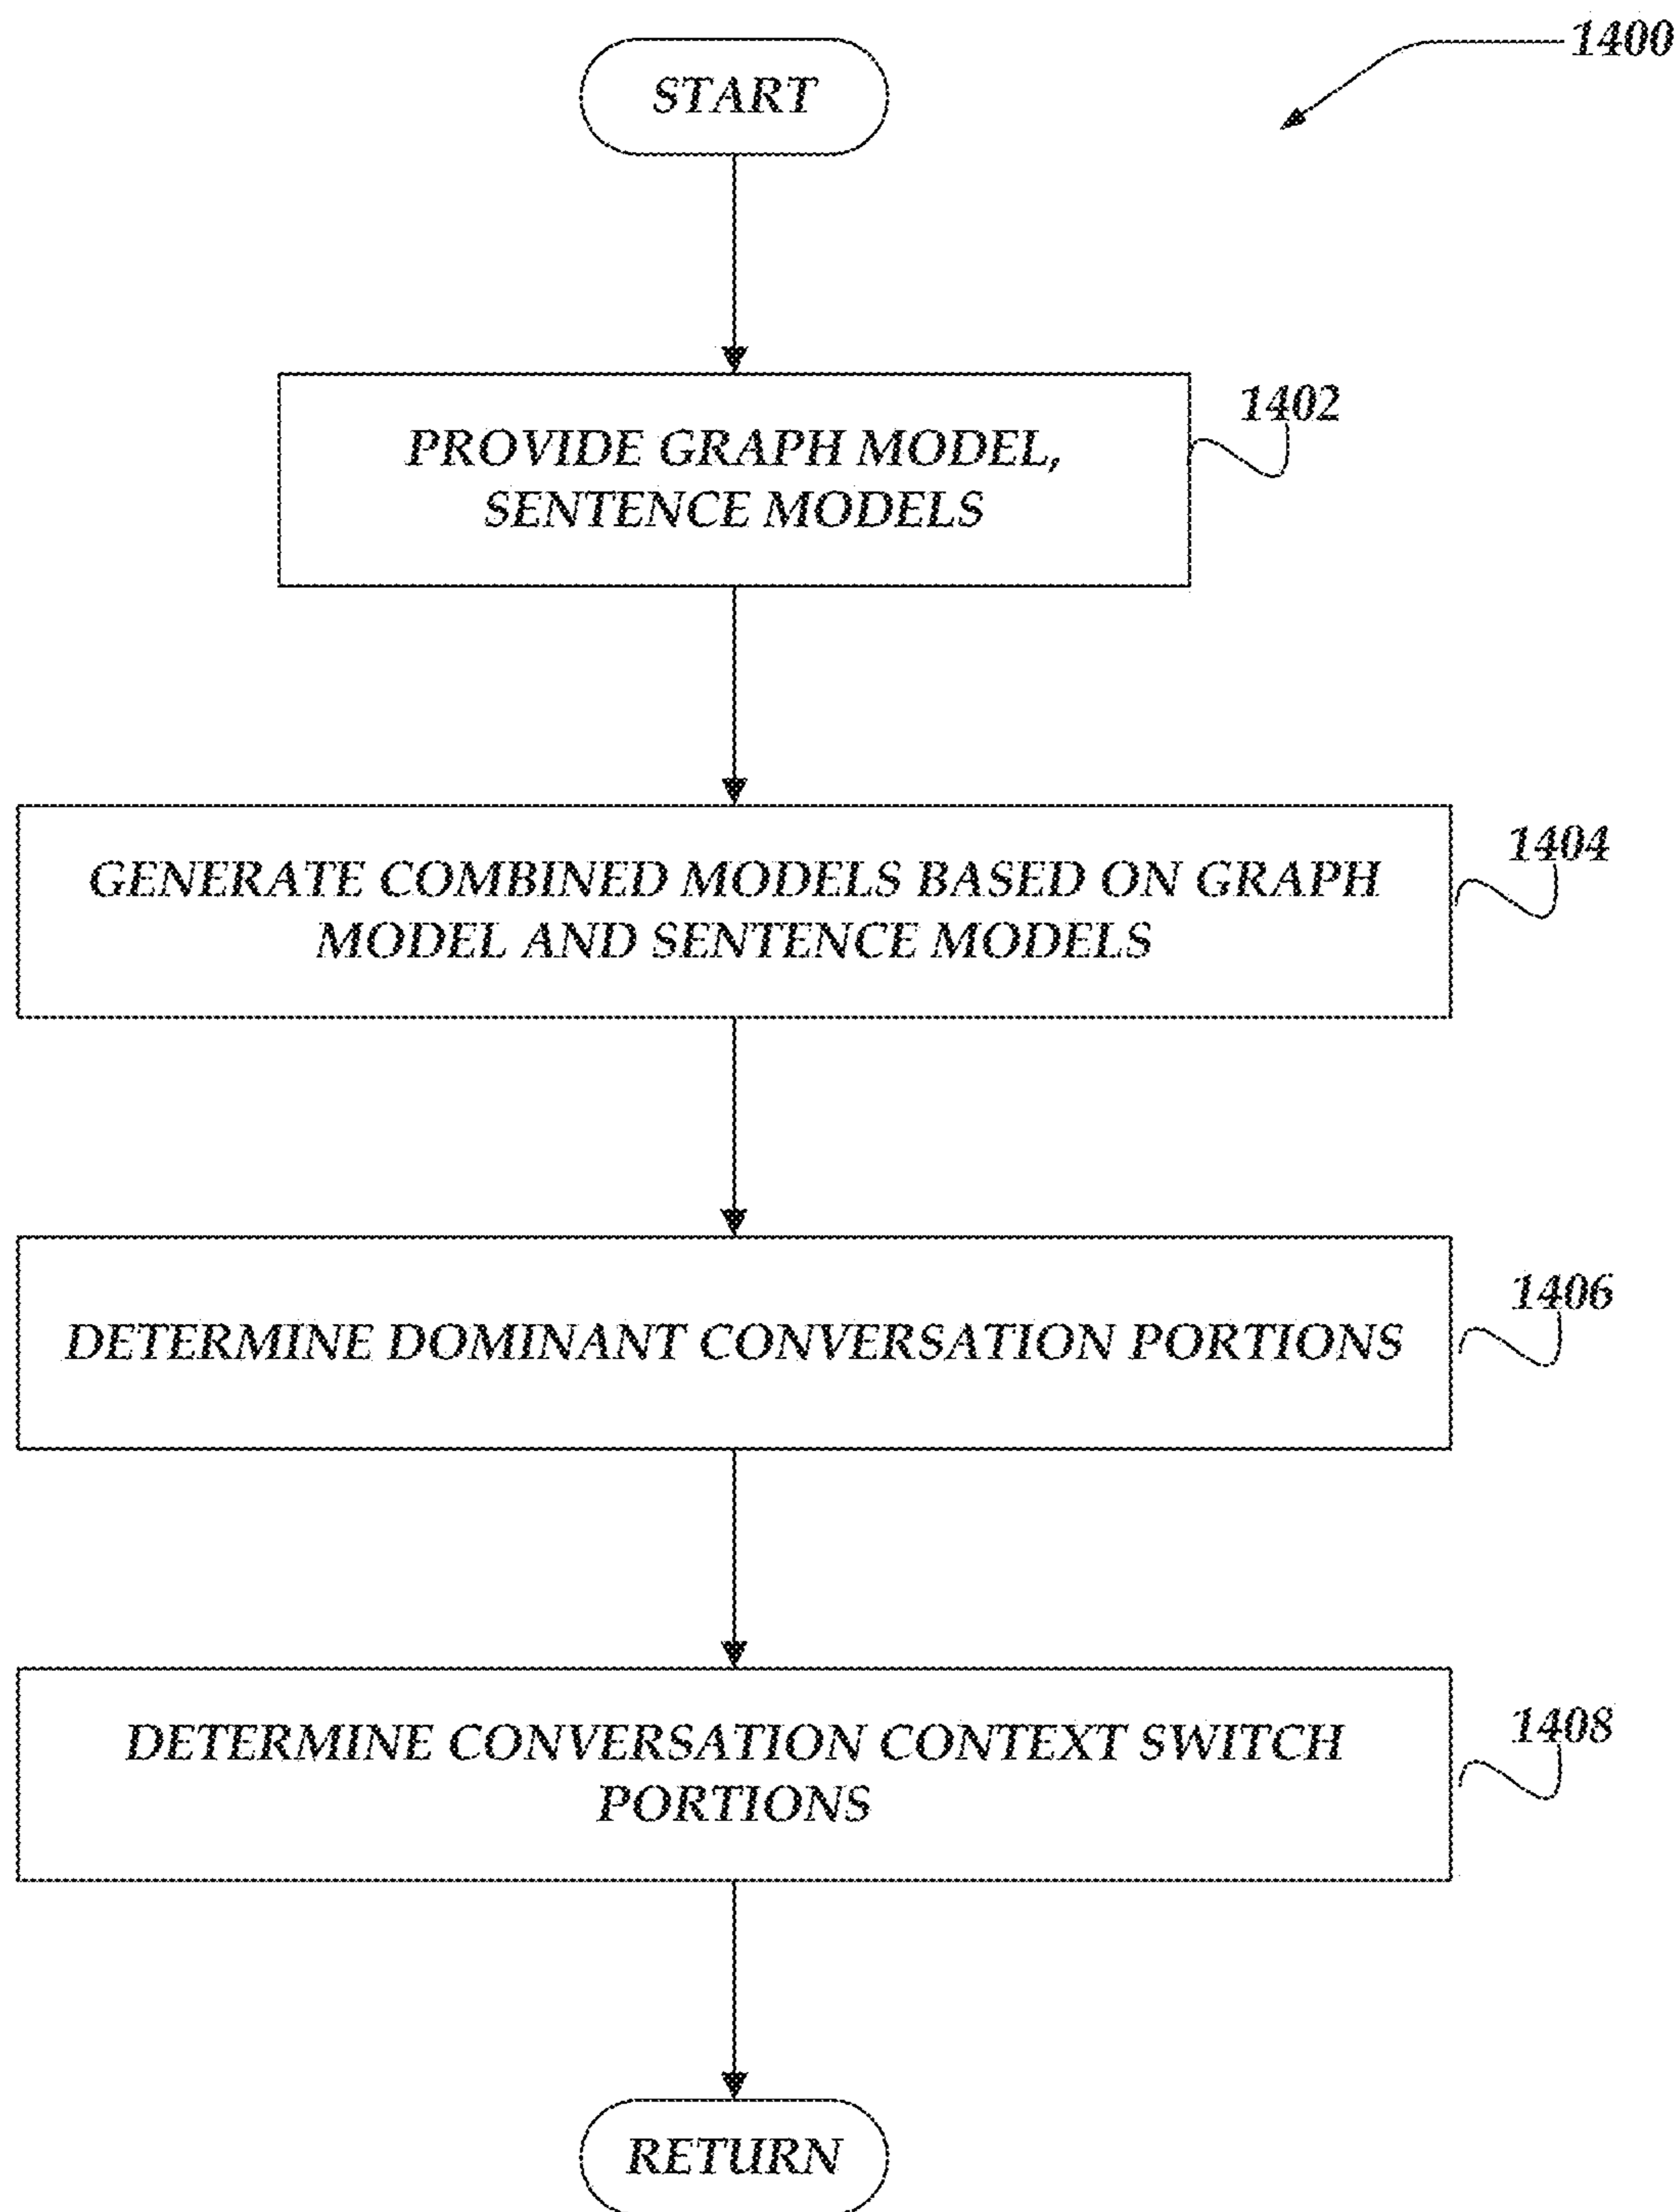 1400
START
1402
PROVIDE GRAPH MODEL,
SENTENCE MODELS
1404
GENERATE COMBINED MODELS BASED ON GRAPH
MODEL AND SENTENCE MODELS
1406
DETERMINE DOMINANT CONVERSATION PORTIONS
1408
DETERMINE CONVERSATION CONTEXT SWITCH
PORTIONS
RETURN